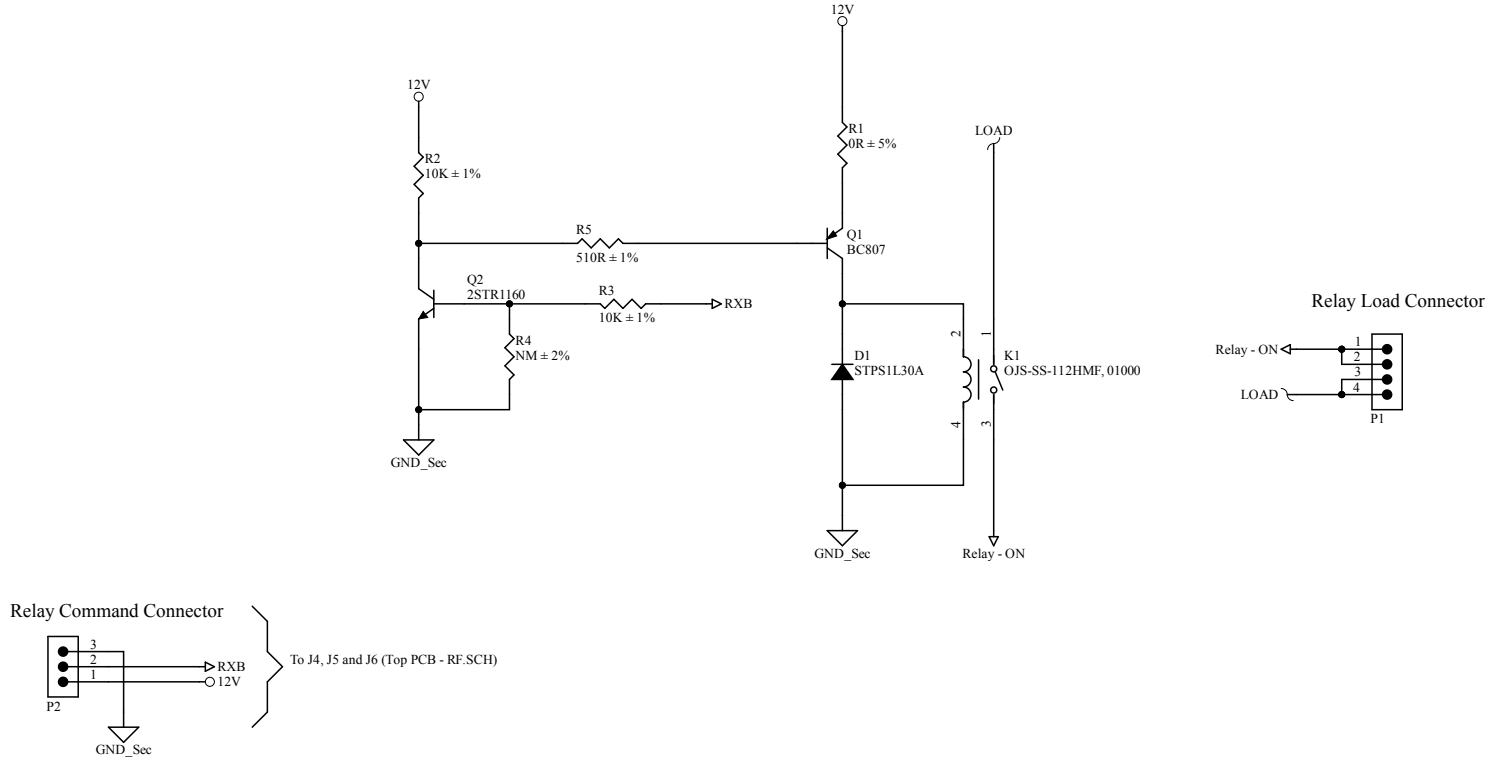 12V
12V
R1
0R ± 5%
LOAD
R2
10K ± 1%
R5
510R ± 1%
Q1
BC807
Q2
2STR1160
R3
10K ± 1%
RXB
R4
NM ± 2%
D1
STPS1L30A
2
1
K1
OJS-SS-112HMF, 01000
4
3
GND_Sec
GND_Sec
Relay - ON
Relay Load Connector
Relay - ON
1
2
3
LOAD
4
P1
Relay Command Connector
3
2
RXB
1
12V
P2
GND_Sec
To J4, J5 and J6 (Top PCB - RF.SCH)